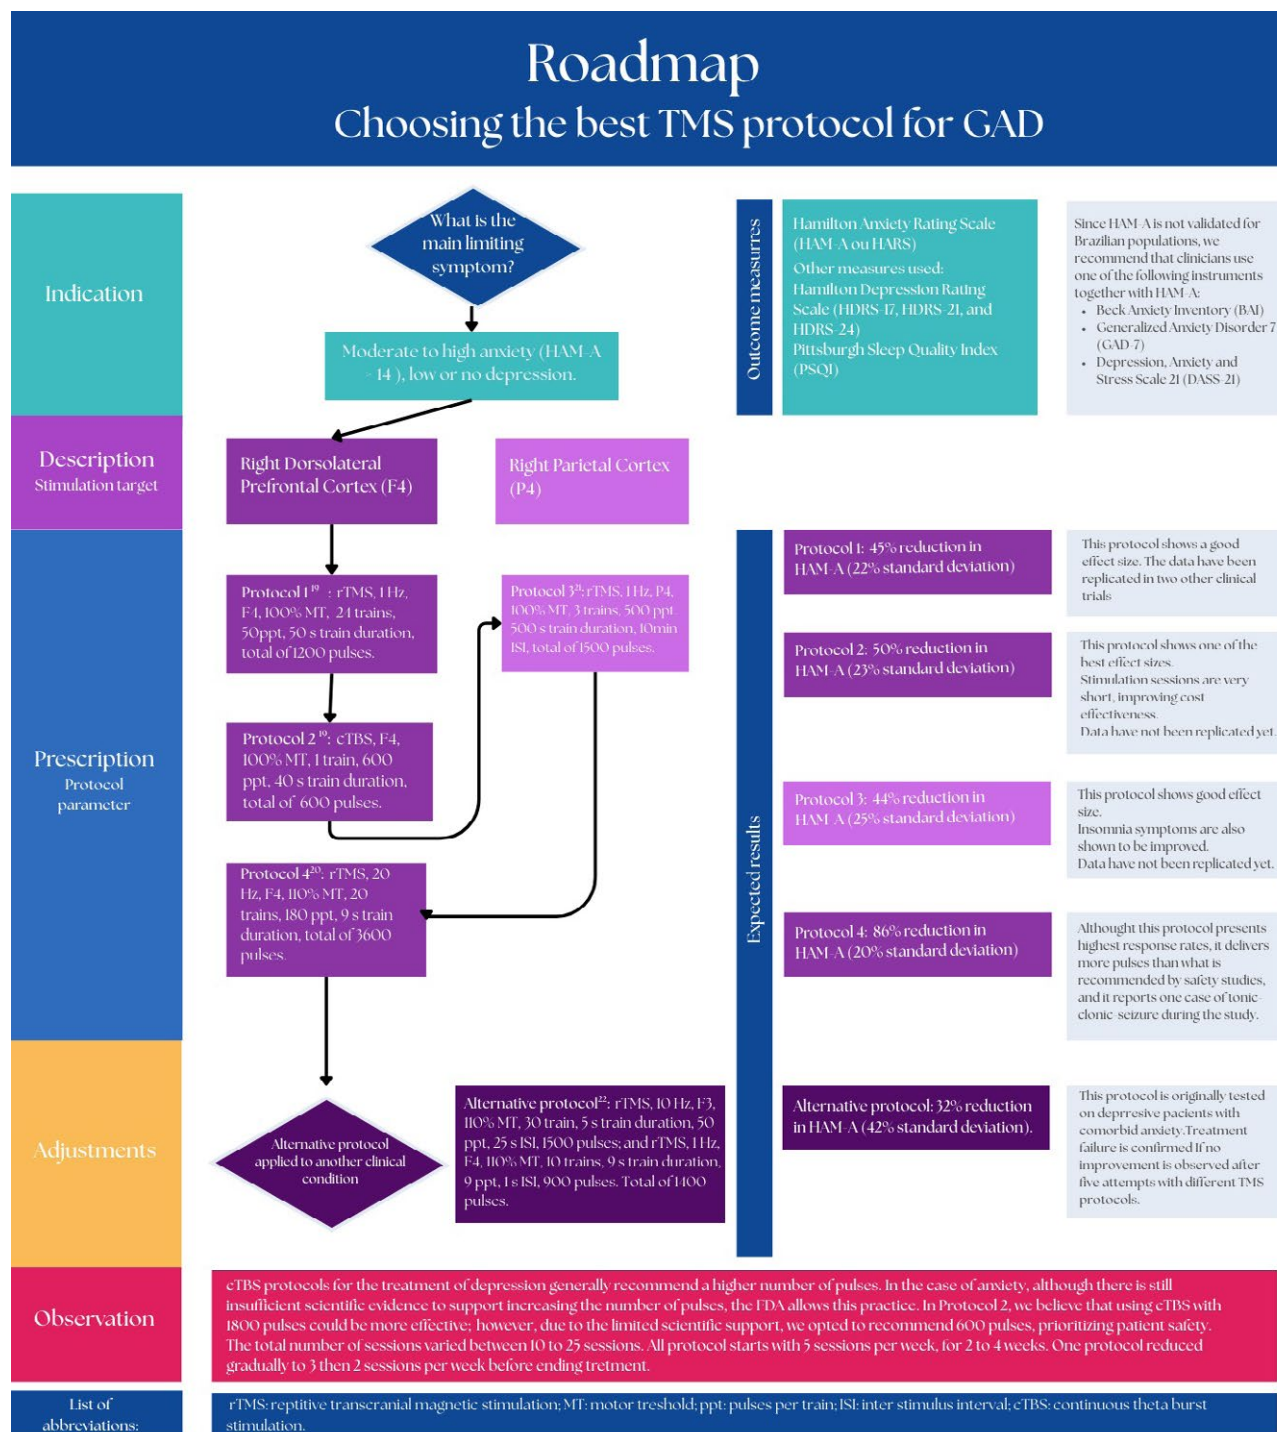 Roadmap
Choosing the best TMS protocol for GAD
Indication
What is the
main limiting
symptom?
Moderate to high anxiety (HAM-A
> 14 ), low or no depression.
Outcome measurres
Hamilton Anxiety Rating Scale
(HAM-A ou HARS)
Other measures used:
Hamilton Depression Rating
Scale (HDRS-17, HDRS-21, and
HDRS-24)
Pittsburgh Sleep Quality Index
(PSQI)
Since HAM-A is not validated for
Brazilian populations, we
recommend that clinicians use
one of the following instruments
together with HAM-A:
• Beck Anxiety Inventory (BAI)
• Generalized Anxiety Disorder 7
(GAD-7)
• Depression, Anxiety and
Stress Scale 21 (DASS-21)
Description
Stimulation target
Right Dorsolateral
Prefrontal Cortex (F4)
Right Parietal Cortex
(P4)
Prescription
Protocol
parameter
Protocol 1¹⁹ : rTMS, 1 Hz,
F4, 100% MT, 24 trains,
50ppt, 50 s train duration,
total of 1200 pulses.
Protocol 3²¹: rTMS, 1 Hz, P4,
100% MT, 3 trains, 500 ppt.
500 s train duration, 10min
ISI, total of 1500 pulses.
Protocol 2 ¹⁹: cTBS, F4,
100% MT, 1 train, 600
ppt, 40 s train duration,
total of 600 pulses.
Protocol 4²⁰: rTMS, 20
Hz, F4, 110% MT, 20
trains, 180 ppt, 9 s train
duration, total of 3600
pulses.
Expected results
Protocol 1: 45% reduction in
HAM-A (22% standard deviation)
This protocol shows a good
effect size. The data have been
replicated in two other clinical
trials
Protocol 2: 50% reduction in
HAM-A (23% standard deviation)
This protocol shows one of the
best effect sizes.
Stimulation sessions are very
short, improving cost
effectiveness.
Data have not been replicated yet.
Protocol 3: 44% reduction in
HAM-A (25% standard deviation)
This protocol shows good effect
size.
Insomnia symptoms are also
shown to be improved.
Data have not been replicated yet.
Protocol 4: 86% reduction in
HAM-A (20% standard deviation)
Althought this protocol presents
highest response rates, it delivers
more pulses than what is
recommended by safety studies,
and it reports one case of tonic-
clonic-seizure during the study.
Adjustments
Alternative protocol
applied to another clinical
condition
Alternative protocol²²: rTMS, 10 Hz, F3,
110% MT, 30 train, 5 s train duration, 50
ppt, 25 s ISI, 1500 pulses; and rTMS, 1 Hz,
F4, 110% MT, 10 trains, 9 s train duration,
9 ppt, 1 s ISI, 900 pulses. Total of 1400
pulses.
Alternative protocol: 32% reduction
in HAM-A (42% standard deviation).
This protocol is originally tested
on deprresive pacients with
comorbid anxiety.Treatment
failure is confirmed If no
improvement is observed after
five attempts with different TMS
protocols.
Observation
cTBS protocols for the treatment of depression generally recommend a higher number of pulses. In the case of anxiety, although there is still
insufficient scientific evidence to support increasing the number of pulses, the FDA allows this practice. In Protocol 2, we believe that using cTBS with
1800 pulses could be more effective; however, due to the limited scientific support, we opted to recommend 600 pulses, prioritizing patient safety.
The total number of sessions varied between 10 to 25 sessions. All protocol starts with 5 sessions per week, for 2 to 4 weeks. One protocol reduced
gradually to 3 then 2 sessions per week before ending tretment.
List of
abbreviations:
rTMS: reptitive transcranial magnetic stimulation; MT: motor treshold; ppt: pulses per train; ISI: inter stimulus interval; cTBS: continuous theta burst
stimulation.